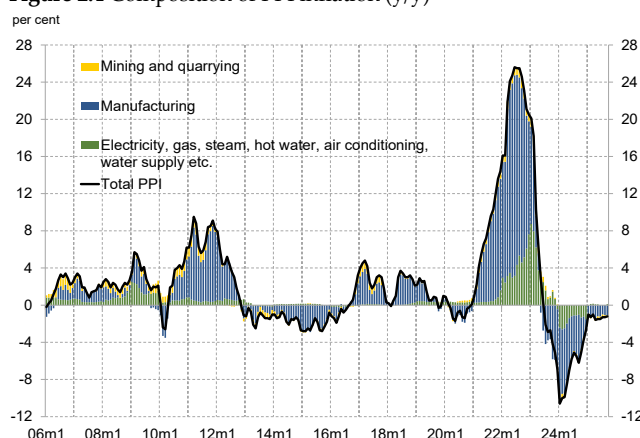 Figure 2.1 Composition of PPI inflation (y/y)
per cent
28 28
24 24
20 20
16 16
12 12
8 8
4 4
0 0
-4 -4
-8 -8
-12 -12
Mining and quarrying
Manufacturing
Electricity, gas, steam, hot water, air conditioning,
water supply etc.
Total PPI
06m1 08m1 10m1 12m1 14m1 16m1 18m1 20m1 22m1 24m1